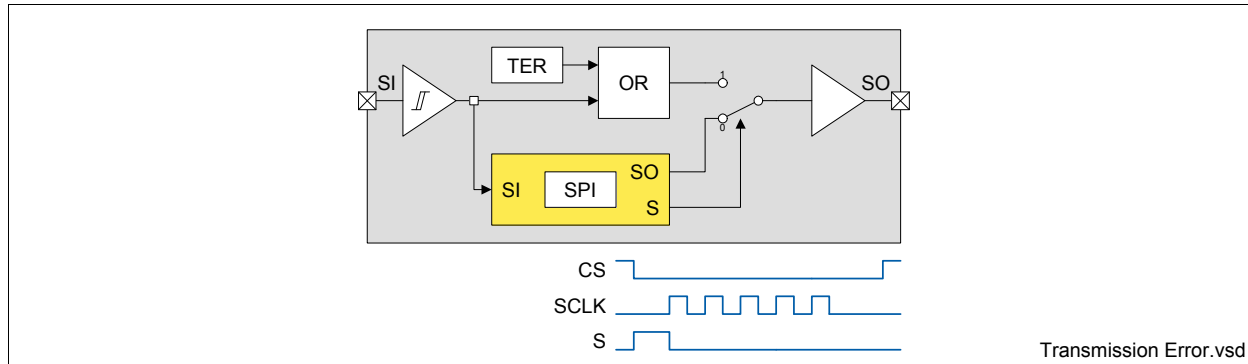 TER
OR
1
SI
SO
0
SI
SPI
SO
S
CS
SCLK
S
Transmission Error.vsd